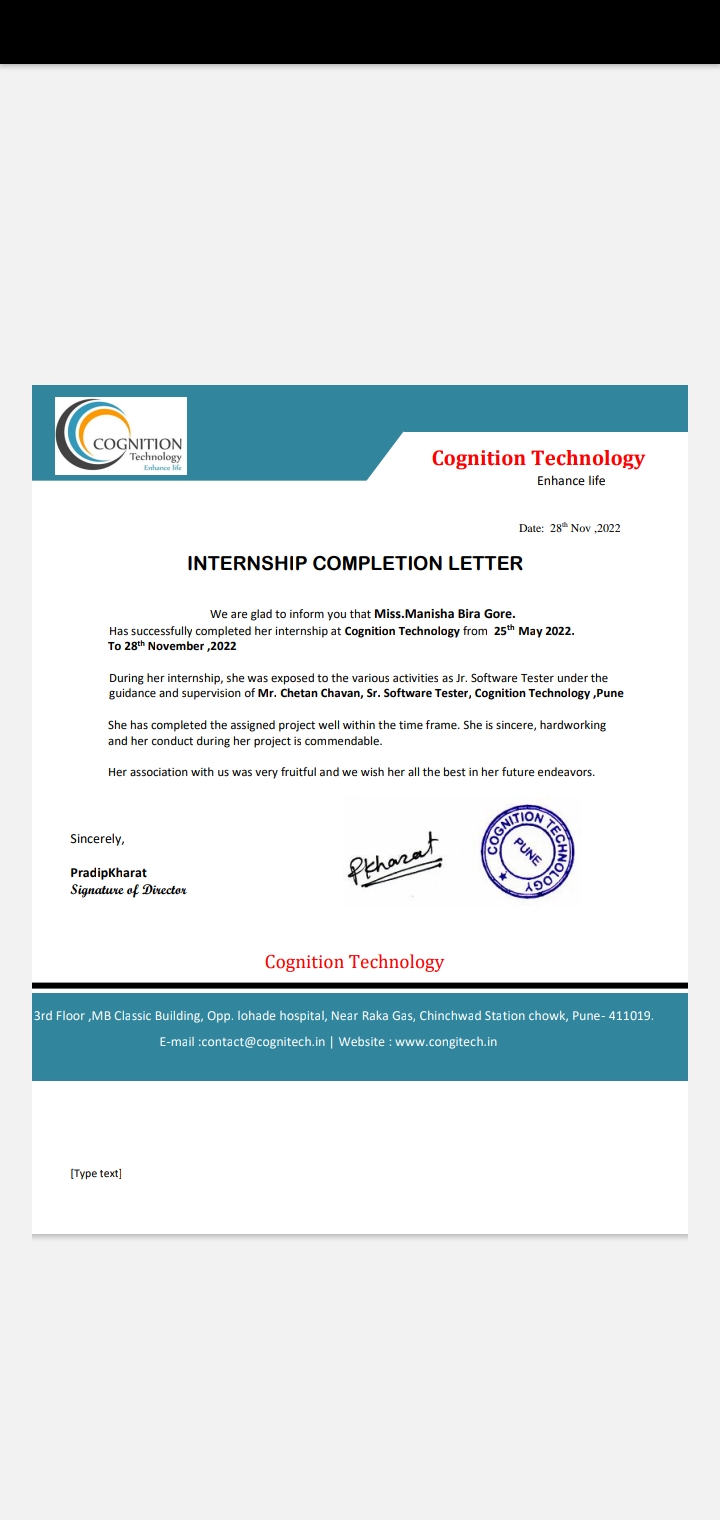 COGNITION
Technology
Enhance life
Cognition Technology
Enhance life
Date: 28th Nov ,2022
INTERNSHIP COMPLETION LETTER
We are glad to inform you that Miss.Manisha Bira Gore.
Has successfully completed her internship at Cognition Technology from 25th May 2022.
To 28th November ,2022
During her internship, she was exposed to the various activities as Jr. Software Tester under the
guidance and supervision of Mr. Chetan Chavan, Sr. Software Tester, Cognition Technology ,Pune
She has completed the assigned project well within the time frame. She is sincere, hardworking
and her conduct during her project is commendable.
Her association with us was very fruitful and we wish her all the best in her future endeavors.
Sincerely,
PradipKharat
Signature of Director
Pkharat
COGNITION TECHNOLOGY
PUNE
Cognition Technology
3rd Floor ,MB Classic Building, Opp. lohade hospital, Near Raka Gas, Chinchwad Station chowk, Pune- 411019.
E-mail :contact@cognitech.in | Website : www.congitech.in
[Type text]